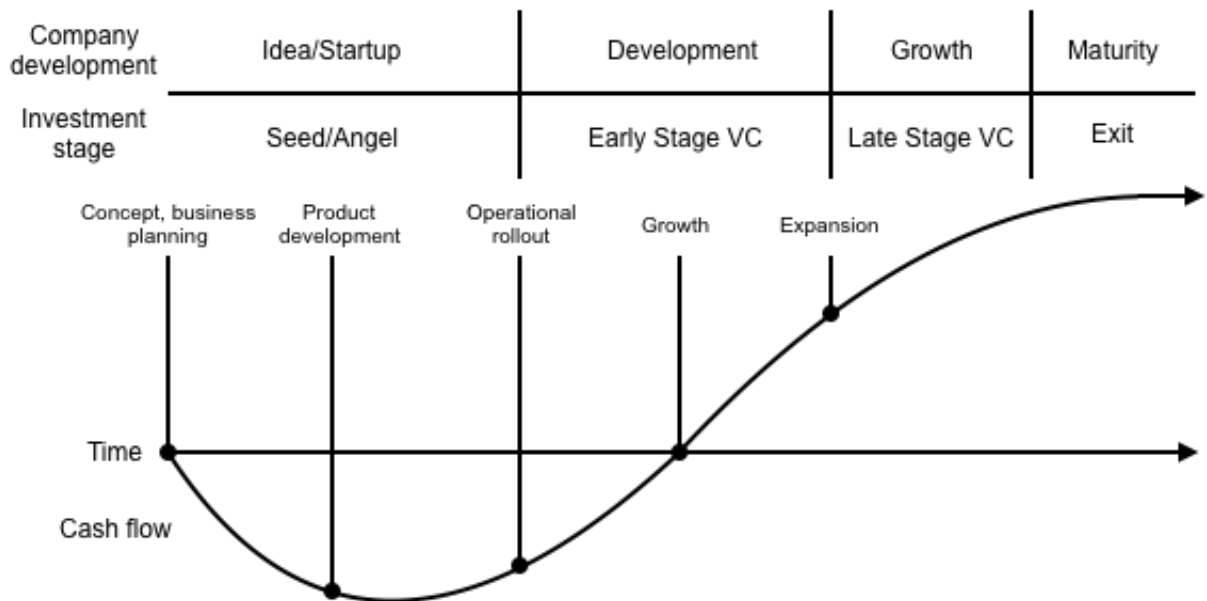 Company
development
Idea/Startup
Development
Growth
Maturity
Investment
stage
Seed/Angel
Early Stage VC
Late Stage VC
Exit
Concept, business
planning
Product
development
Operational
rollout
Growth
Expansion
Time
Cash flow